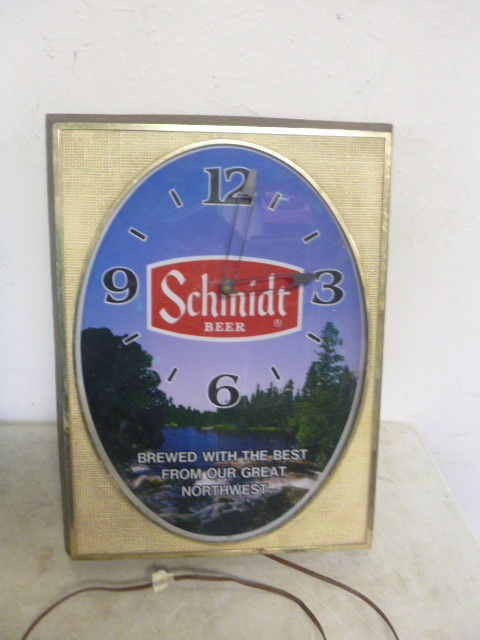 12
9
3
6
Schmidt
BEER
®
BREWED WITH THE BEST
FROM OUR GREAT
NORTHWEST